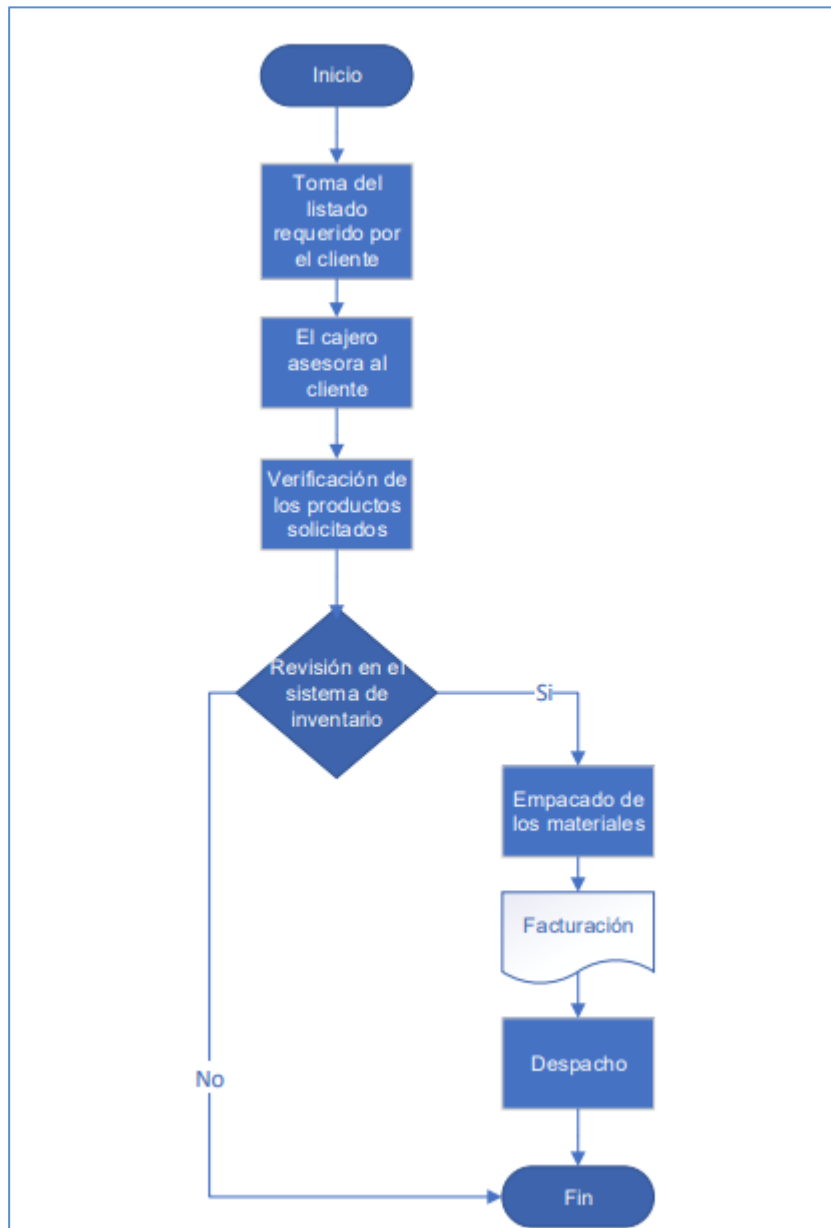 Inicio
Toma del
listado
requerido por
el cliente
El cajero
asesora al
cliente
Verificación de
los productos
solicitados
Revisión en el
sistema de
inventario
Si
Empacado de
los materiales
Facturación
Despacho
No
Fin